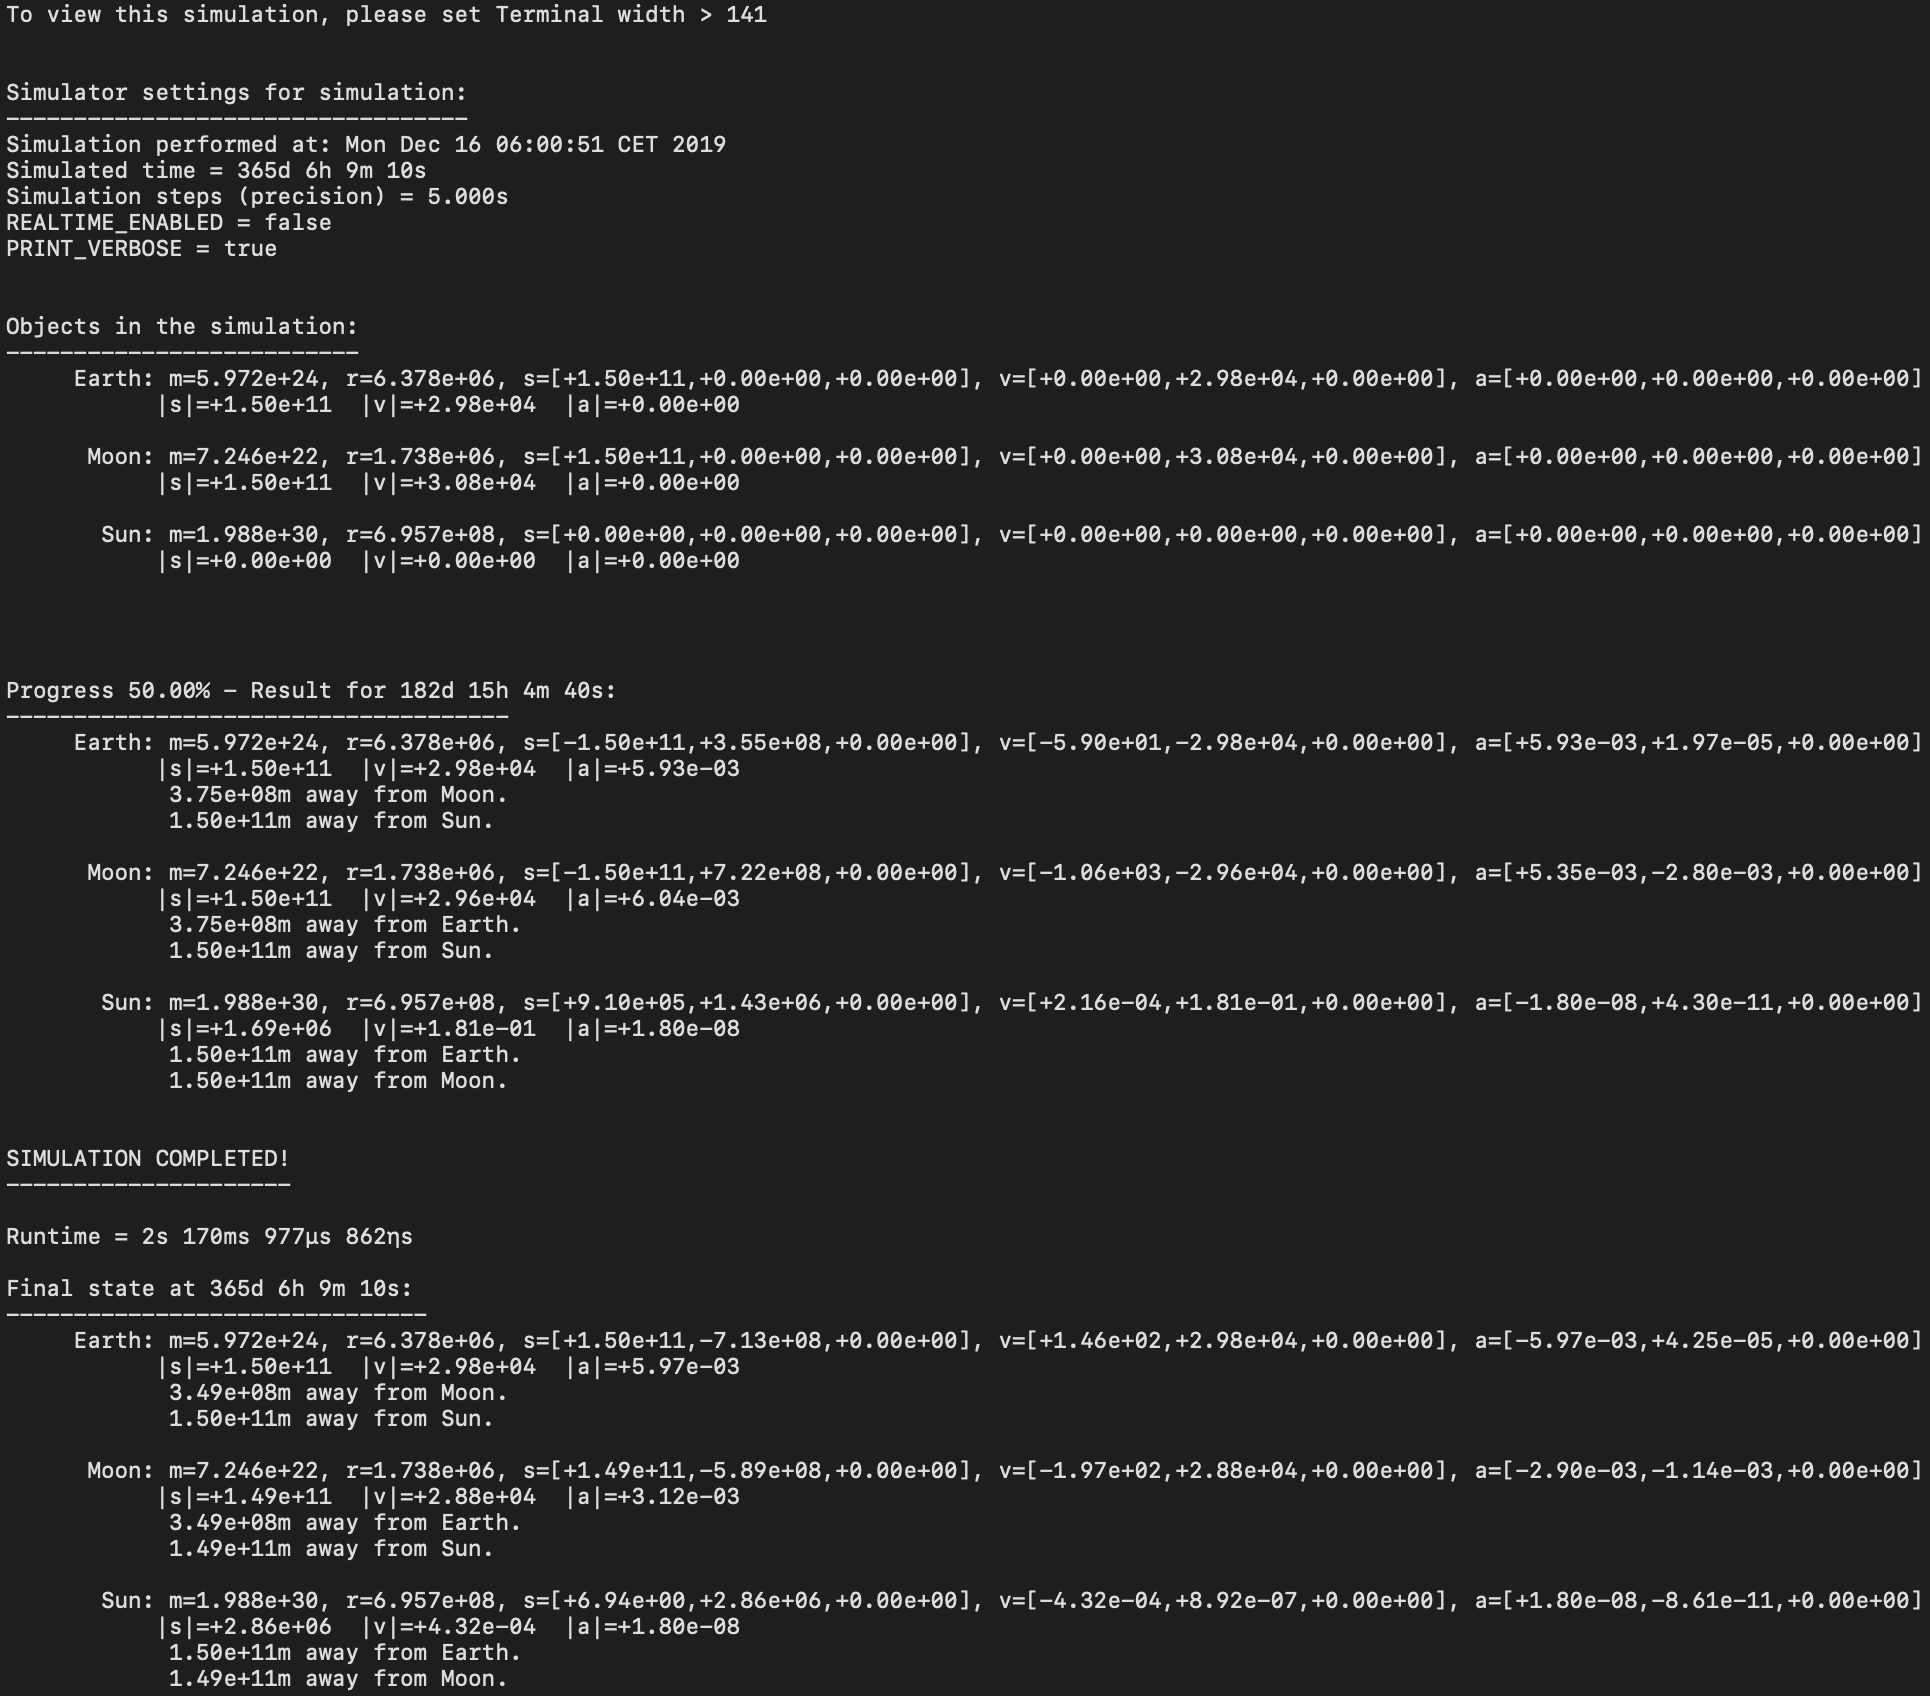 To view this simulation, please set Terminal width > 141
Simulator settings for simulation:
----------------------------------
Simulation performed at: Mon Dec 16 06:00:51 CET 2019
Simulated time = 365d 6h 9m 10s
Simulation steps (precision) = 5.000s
REALTIME_ENABLED = false
PRINT_VERBOSE = true
Objects in the simulation:
--------------------------
Earth: m=5.972e+24, r=6.378e+06, s=[+1.50e+11,+0.00e+00,+0.00e+00], v=[+0.00e+00,+2.98e+04,+0.00e+00], a=[+0.00e+00,+0.00e+00,+0.00e+00]
|s|=+1.50e+11  |v|=+2.98e+04  |a|=+0.00e+00
Moon: m=7.246e+22, r=1.738e+06, s=[+1.50e+11,+0.00e+00,+0.00e+00], v=[+0.00e+00,+3.08e+04,+0.00e+00], a=[+0.00e+00,+0.00e+00,+0.00e+00]
|s|=+1.50e+11  |v|=+3.08e+04  |a|=+0.00e+00
Sun: m=1.988e+30, r=6.957e+08, s=[+0.00e+00,+0.00e+00,+0.00e+00], v=[+0.00e+00,+0.00e+00,+0.00e+00], a=[+0.00e+00,+0.00e+00,+0.00e+00]
|s|=+0.00e+00  |v|=+0.00e+00  |a|=+0.00e+00
Progress 50.00% - Result for 182d 15h 4m 40s:
-------------------------------------
Earth: m=5.972e+24, r=6.378e+06, s=[-1.50e+11,+3.55e+08,+0.00e+00], v=[-5.90e+01,-2.98e+04,+0.00e+00], a=[+5.93e-03,+1.97e-05,+0.00e+00]
|s|=+1.50e+11  |v|=+2.98e+04  |a|=+5.93e-03
3.75e+08m away from Moon.
1.50e+11m away from Sun.
Moon: m=7.246e+22, r=1.738e+06, s=[-1.50e+11,+7.22e+08,+0.00e+00], v=[-1.06e+03,-2.96e+04,+0.00e+00], a=[+5.35e-03,-2.80e-03,+0.00e+00]
|s|=+1.50e+11  |v|=+2.96e+04  |a|=+6.04e-03
3.75e+08m away from Earth.
1.50e+11m away from Sun.
Sun: m=1.988e+30, r=6.957e+08, s=[+9.10e+05,+1.43e+06,+0.00e+00], v=[+2.16e-04,+1.81e-01,+0.00e+00], a=[-1.80e-08,+4.30e-11,+0.00e+00]
|s|=+1.69e+06  |v|=+1.81e-01  |a|=+1.80e-08
1.50e+11m away from Earth.
1.50e+11m away from Moon.
SIMULATION COMPLETED!
---------------------
Runtime = 2s 170ms 977μs 862ηs
Final state at 365d 6h 9m 10s:
-------------------------------
Earth: m=5.972e+24, r=6.378e+06, s=[+1.50e+11,-7.13e+08,+0.00e+00], v=[+1.46e+02,+2.98e+04,+0.00e+00], a=[-5.97e-03,+4.25e-05,+0.00e+00]
|s|=+1.50e+11  |v|=+2.98e+04  |a|=+5.97e-03
3.49e+08m away from Moon.
1.50e+11m away from Sun.
Moon: m=7.246e+22, r=1.738e+06, s=[+1.49e+11,-5.89e+08,+0.00e+00], v=[-1.97e+02,+2.88e+04,+0.00e+00], a=[-2.90e-03,-1.14e-03,+0.00e+00]
|s|=+1.49e+11  |v|=+2.88e+04  |a|=+3.12e-03
3.49e+08m away from Earth.
1.49e+11m away from Sun.
Sun: m=1.988e+30, r=6.957e+08, s=[+6.94e+00,+2.86e+06,+0.00e+00], v=[-4.32e-04,+8.92e-07,+0.00e+00], a=[+1.80e-08,-8.61e-11,+0.00e+00]
|s|=+2.86e+06  |v|=+4.32e-04  |a|=+1.80e-08
1.50e+11m away from Earth.
1.49e+11m away from Moon.